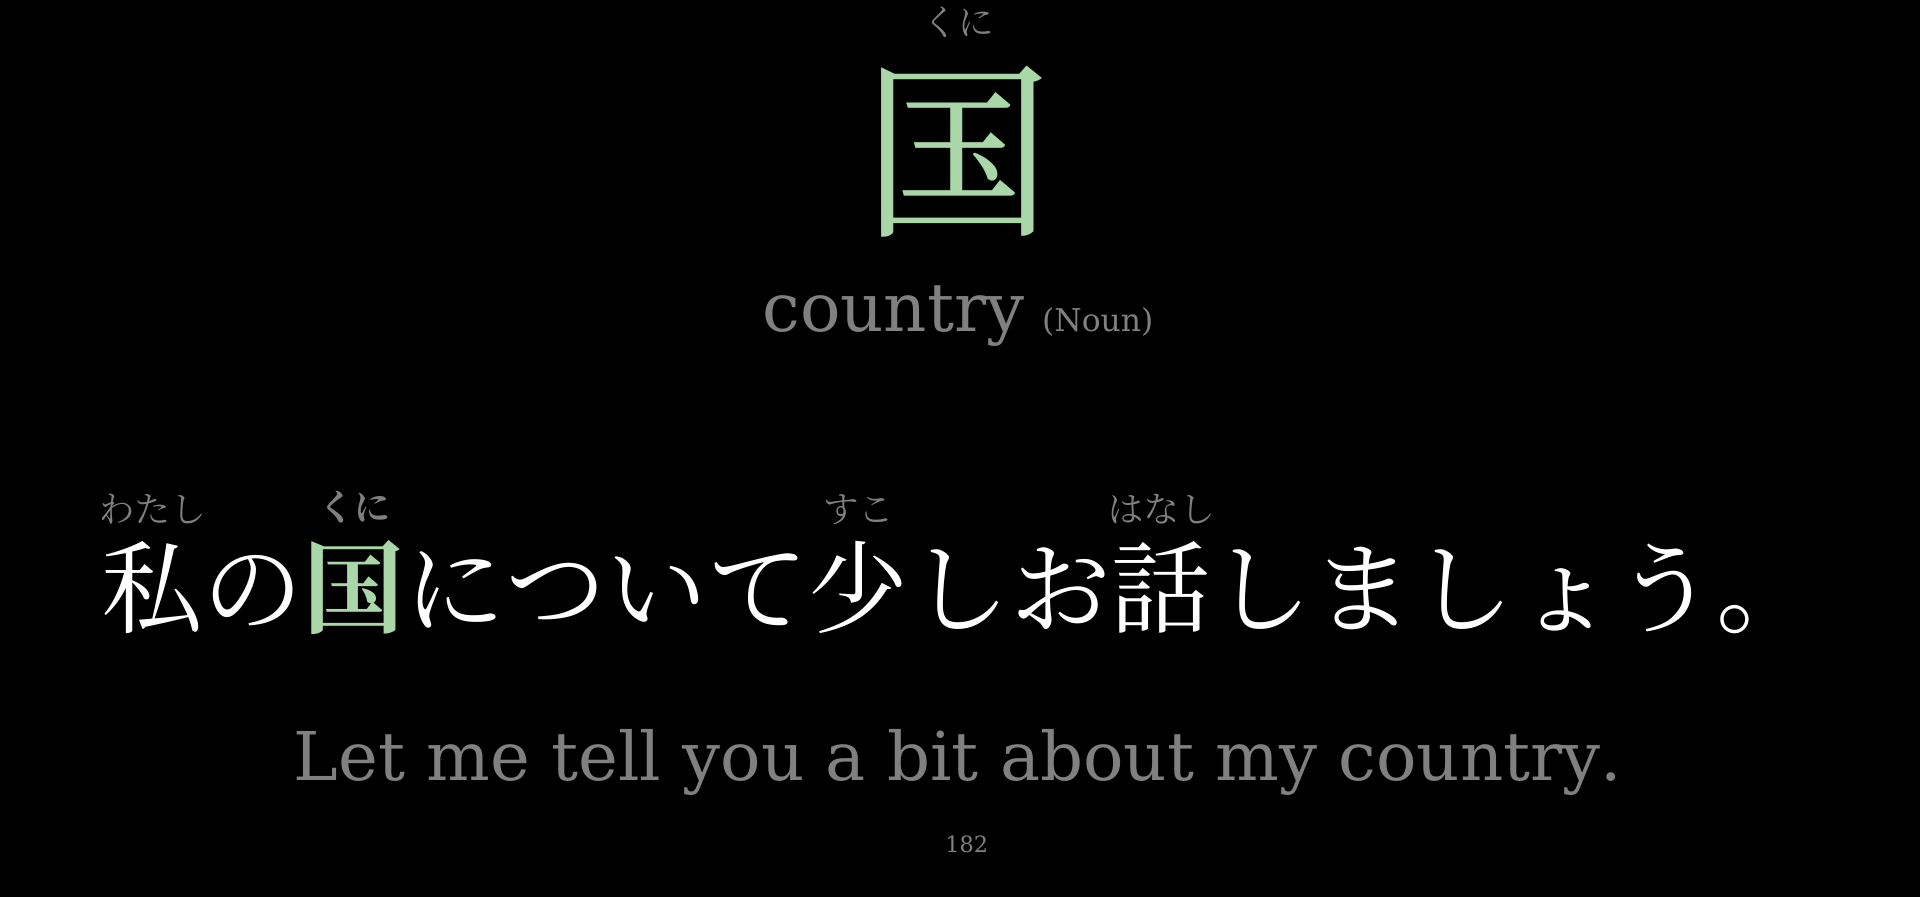 くに
国
country (Noun)
わたし くに すこ はなし
私の国について少しお話しましょう。
Let me tell you a bit about my country.
182